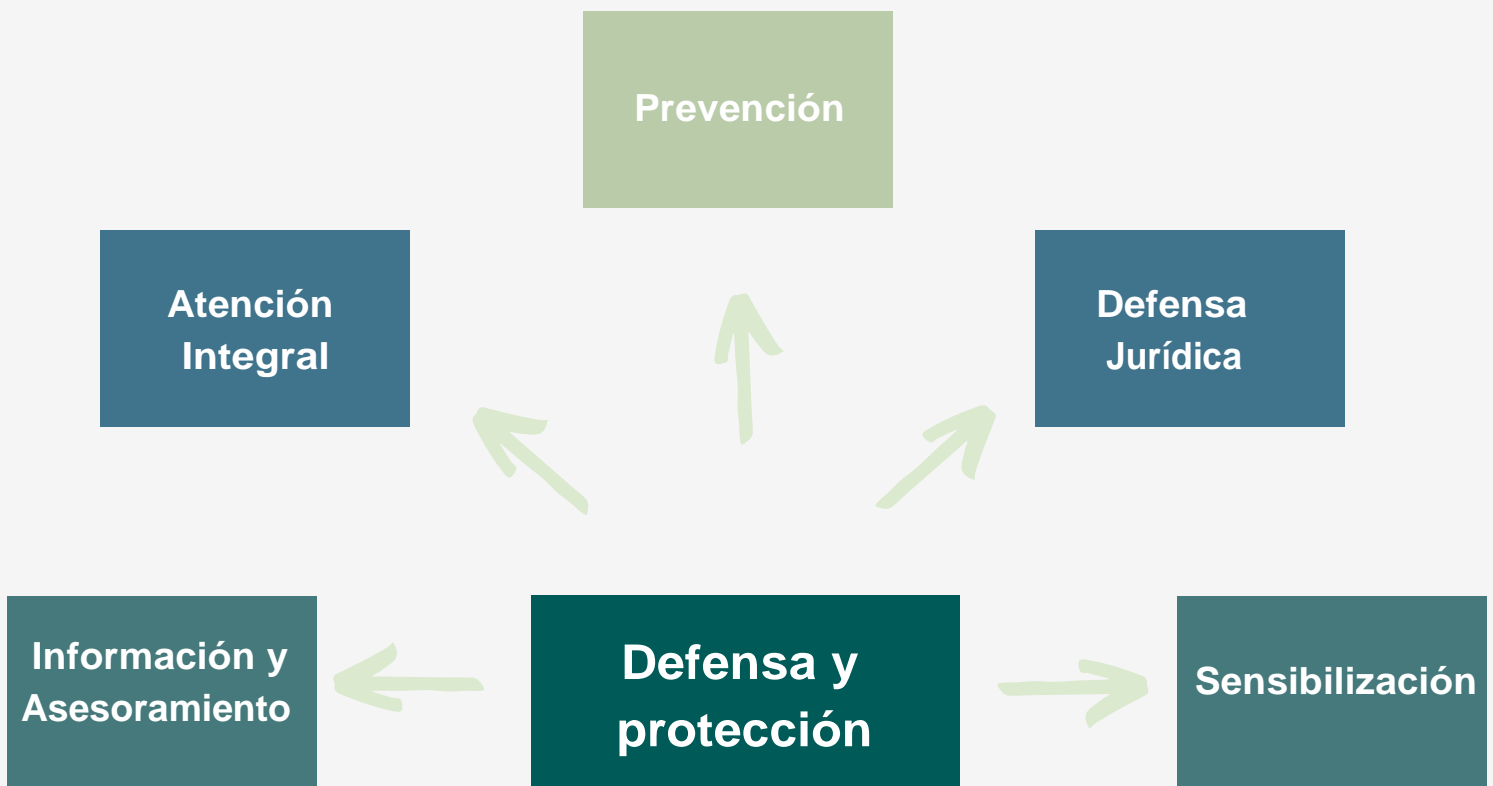 Prevención
Atención
Integral
Defensa
Jurídica
Información y
Asesoramiento
Defensa y
protección
Sensibilización